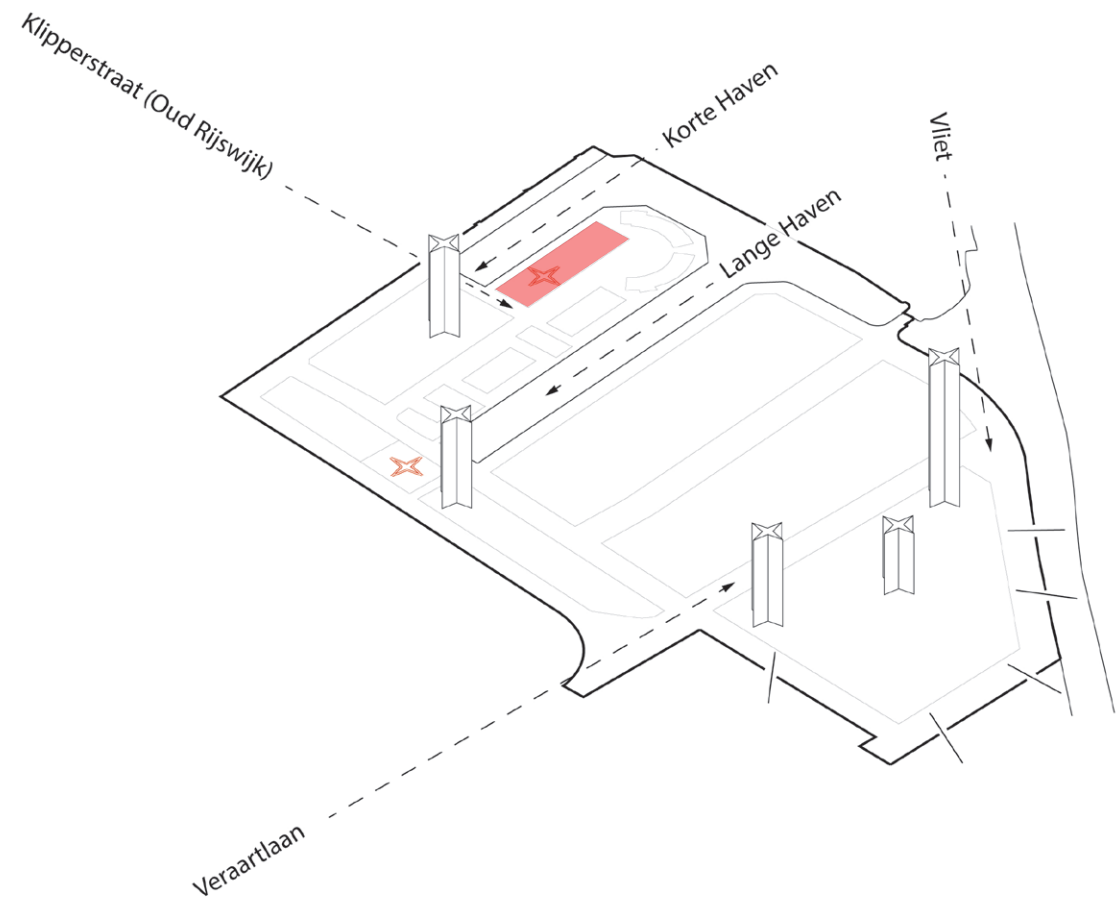 Klipperstraat (Oud Rijswijk)
Korte Haven
Vliet
Lange Haven
Veraartlaan